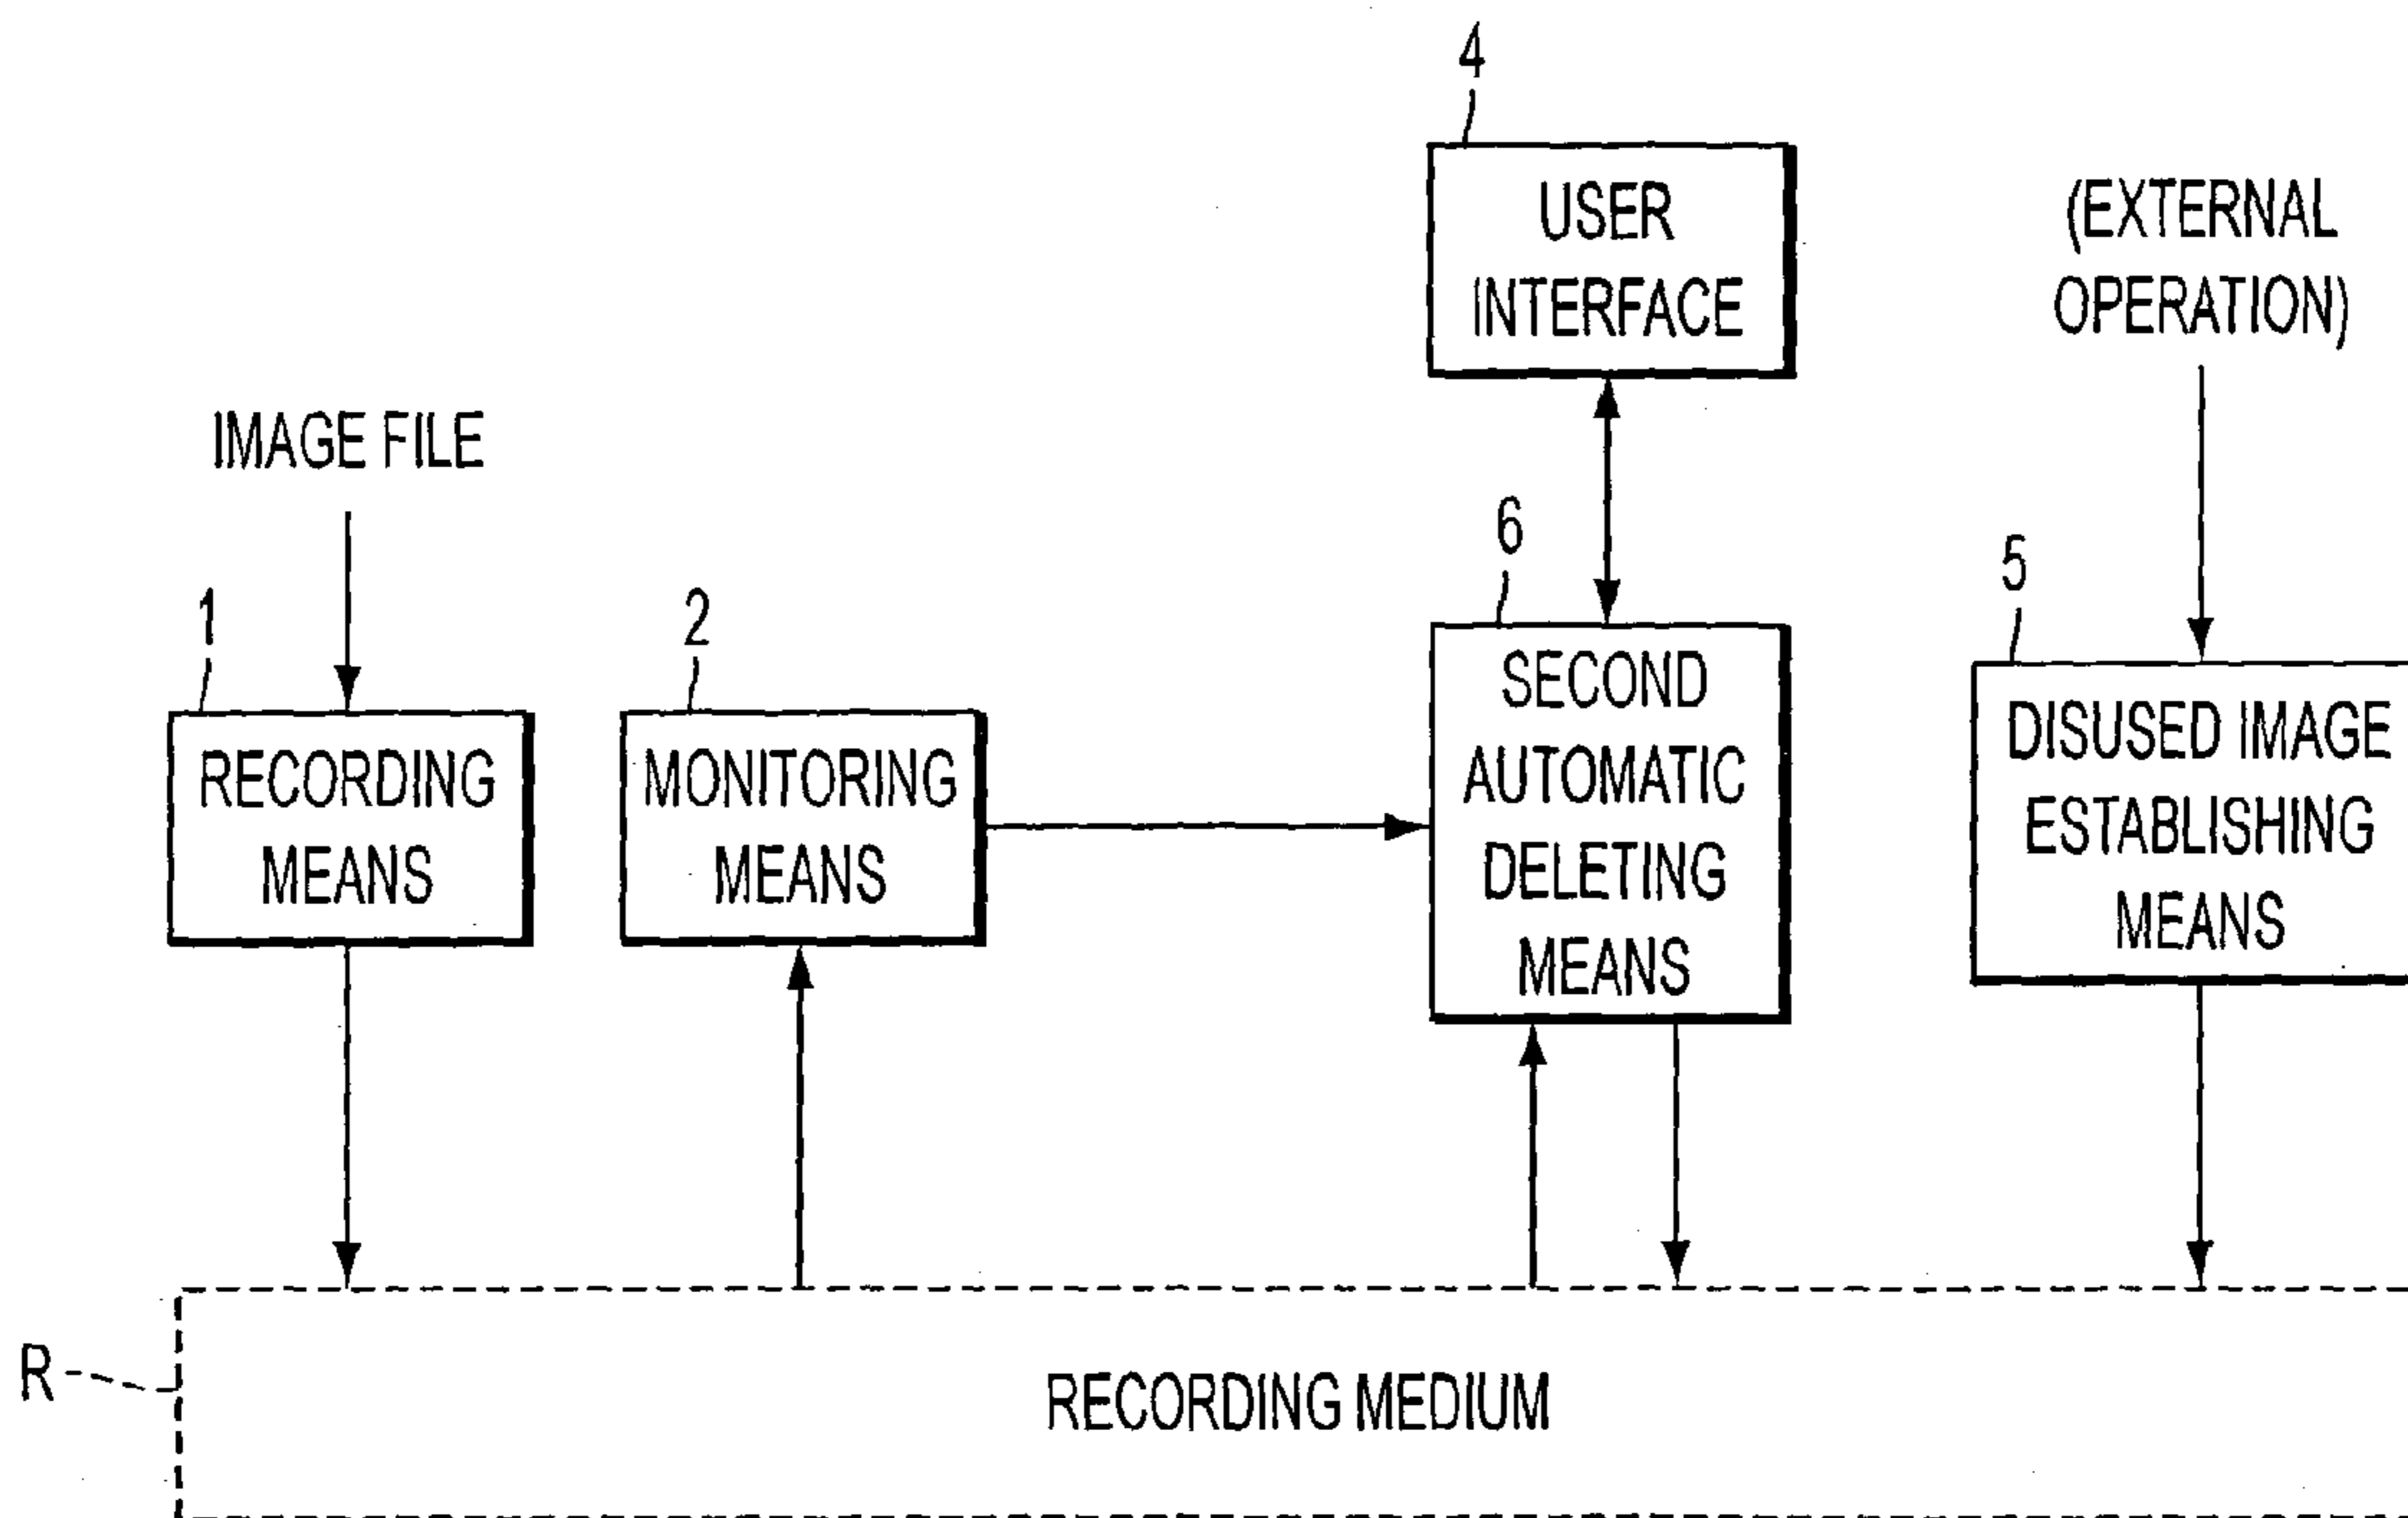 4
USER
INTERFACE
(EXTERNAL
OPERATION)
IMAGE FILE
1
RECORDING
MEANS
2
MONITORING
MEANS
6
SECOND
AUTOMATIC
DELETING
MEANS
5
DISUSED IMAGE
ESTABLISHING
MEANS
R
RECORDING MEDIUM